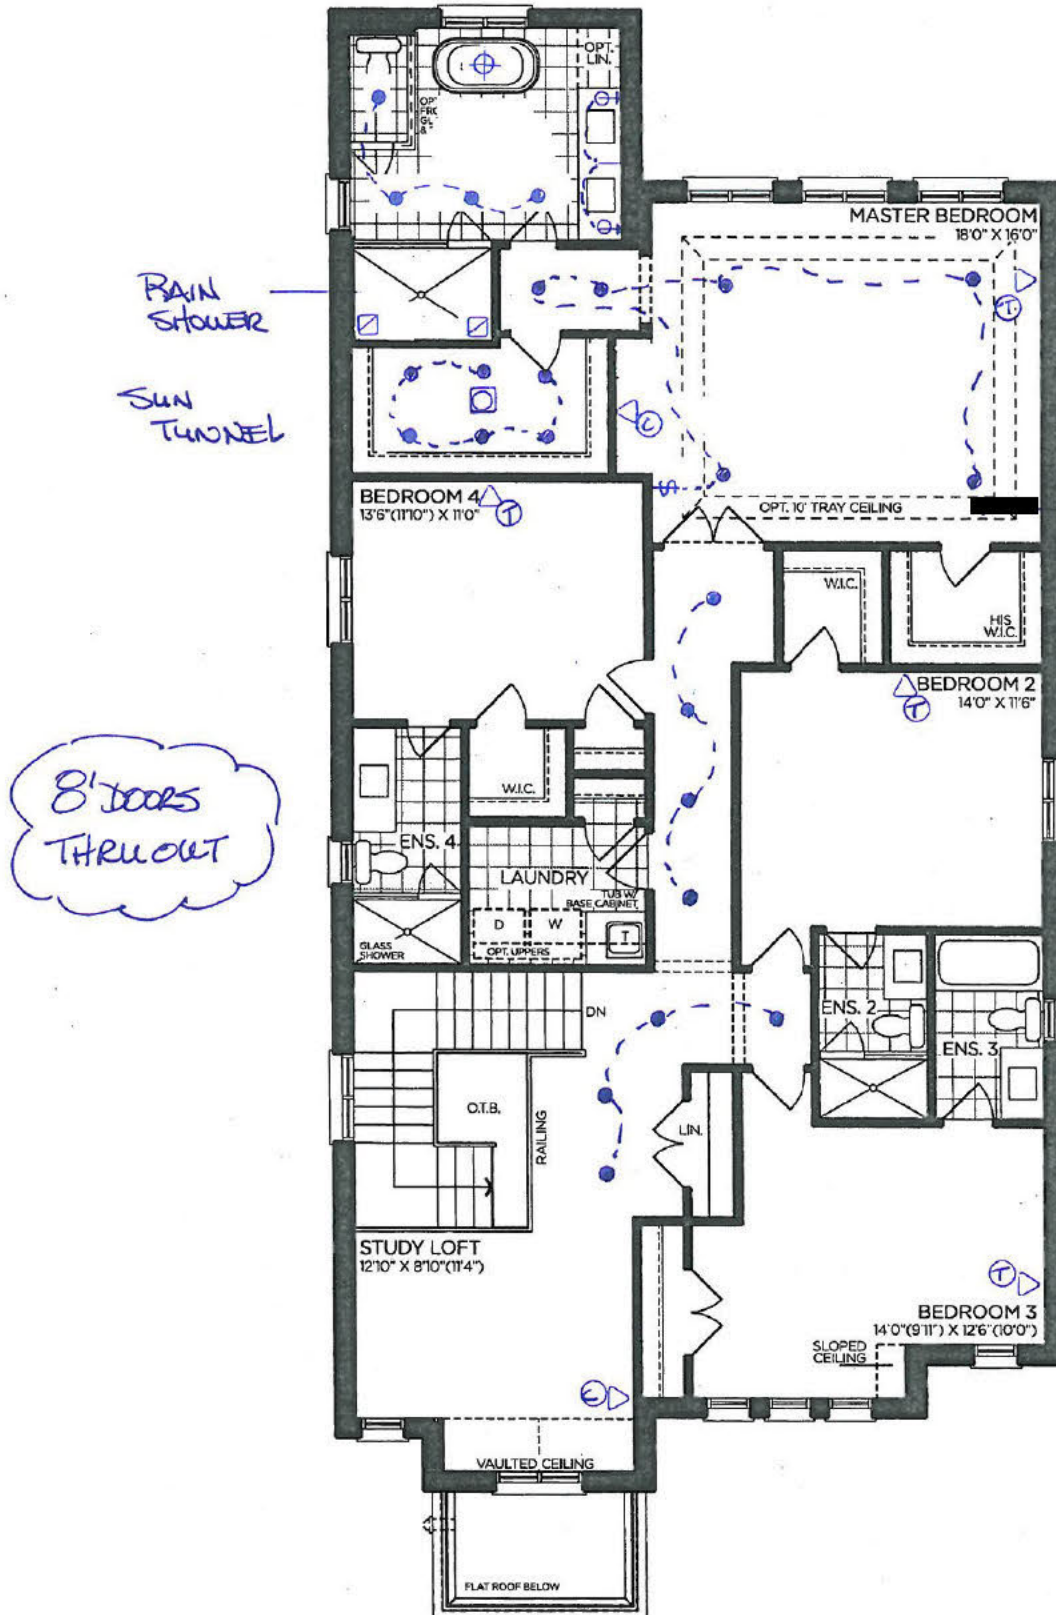 OPT.
LIN.
MASTER BEDROOM
18'0" X 16'0"
RAIN
SHOWER
T
SUN
TUNNEL
C
BEDROOM 4
13'6"(11'10") X 11'0"
T
OPT. 10' TRAY CEILING
W.I.C.
HIS
W.I.C.
BEDROOM 2
14'0" X 11'6"
T
8' DOORS
THRUOUT
W.I.C.
ENS. 4
LAUNDRY
TUB W/
BASE CABINET
D
W
T
OPT. UPPERS
GLASS
SHOWER
DN
ENS. 2
ENS. 3
O.T.B.
RAILING
LIN.
STUDY LOFT
12'10" X 8'10"(11'4")
T
BEDROOM 3
14'0"(9'11") X 12'6"(10'0")
SLOPED
CEILING
VAULTED CEILING
FLAT ROOF BELOW